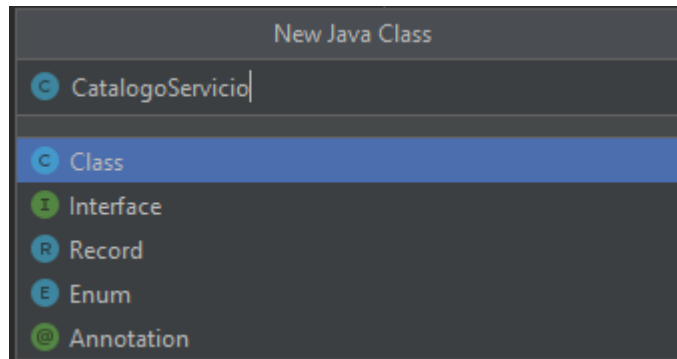 New Java Class
C CatalogoServicio
C Class
I Interface
R Record
E Enum
@ Annotation